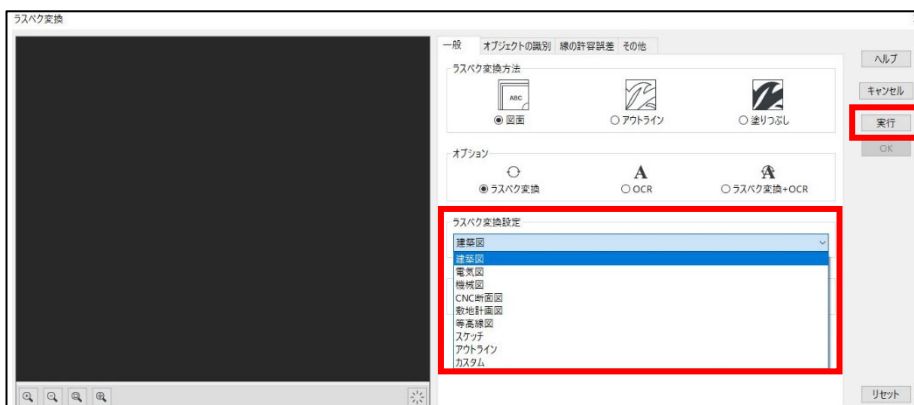 ラスベク変換
一般 オブジェクトの識別 線の許容誤差 その他
ラスベク変換方法
ABC
図面 アウトライン 塗りつぶし
オプション
A
ラスベク変換 OCR ラスベク変換+OCR
ラスベク変換設定
建築図
建築図
電気図
機械図
CNC断面図
敷地計画図
等高線図
スケッチ
アウトライン
カスタム
ヘルプ
キャンセル
実行
OK
リセット